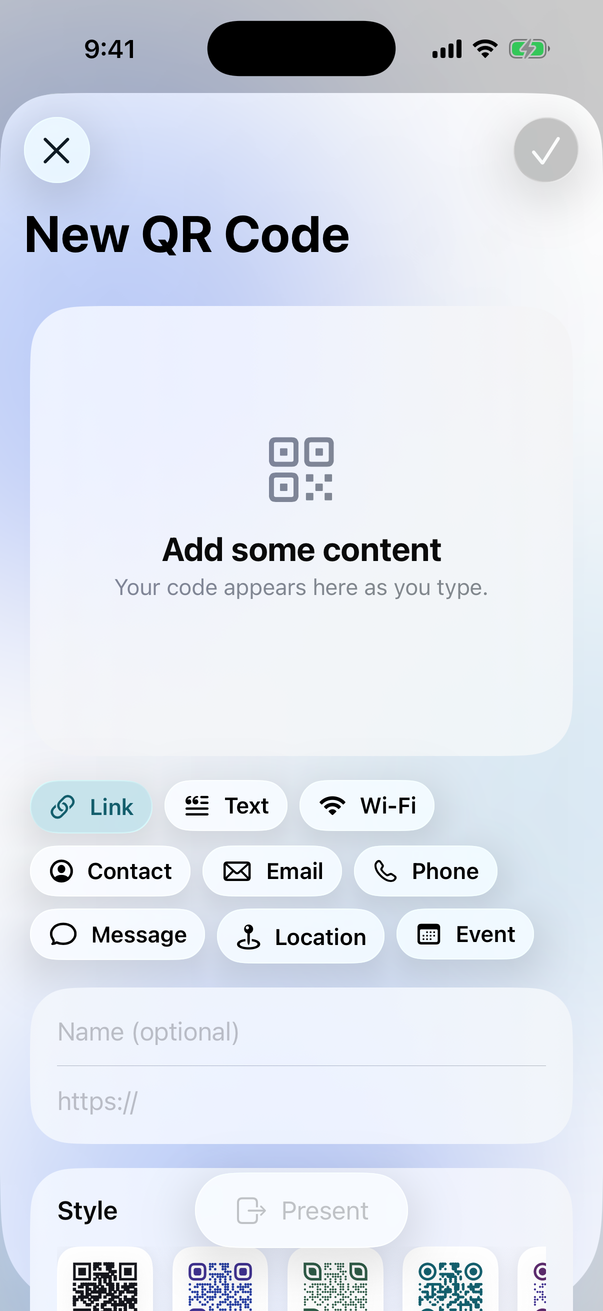 9:41
New QR Code
Add some content
Your code appears here as you type.
Link
Text
Wi-Fi
Contact
Email
Phone
Message
Location
Event
Name (optional)
https://
Style
Present